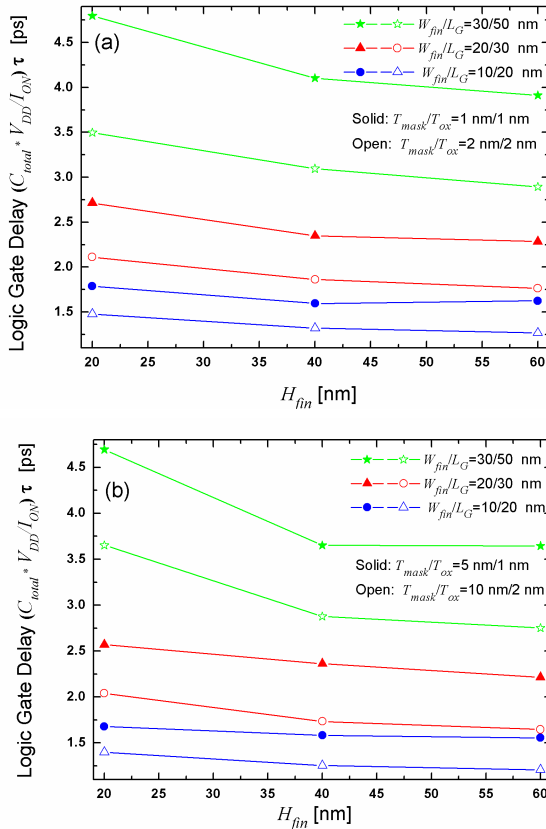 (a)
W_fin/L_G=30/50 nm
W_fin/L_G=20/30 nm
W_fin/L_G=10/20 nm
Solid: T_mask/T_ox=1 nm/1 nm
Open: T_mask/T_ox=2 nm/2 nm
Logic Gate Delay (C_total * V_DD/I_ON) τ [ps]
4.5
4.0
3.5
3.0
2.5
2.0
1.5
20 25 30 35 40 45 50 55 60
H_fin [nm]
(b)
W_fin/L_G=30/50 nm
W_fin/L_G=20/30 nm
W_fin/L_G=10/20 nm
Solid: T_mask/T_ox=5 nm/1 nm
Open: T_mask/T_ox=10 nm/2 nm
Logic Gate Delay (C_total * V_DD/I_ON) τ [ps]
4.5
4.0
3.5
3.0
2.5
2.0
1.5
20 25 30 35 40 45 50 55 60
H_fin [nm]